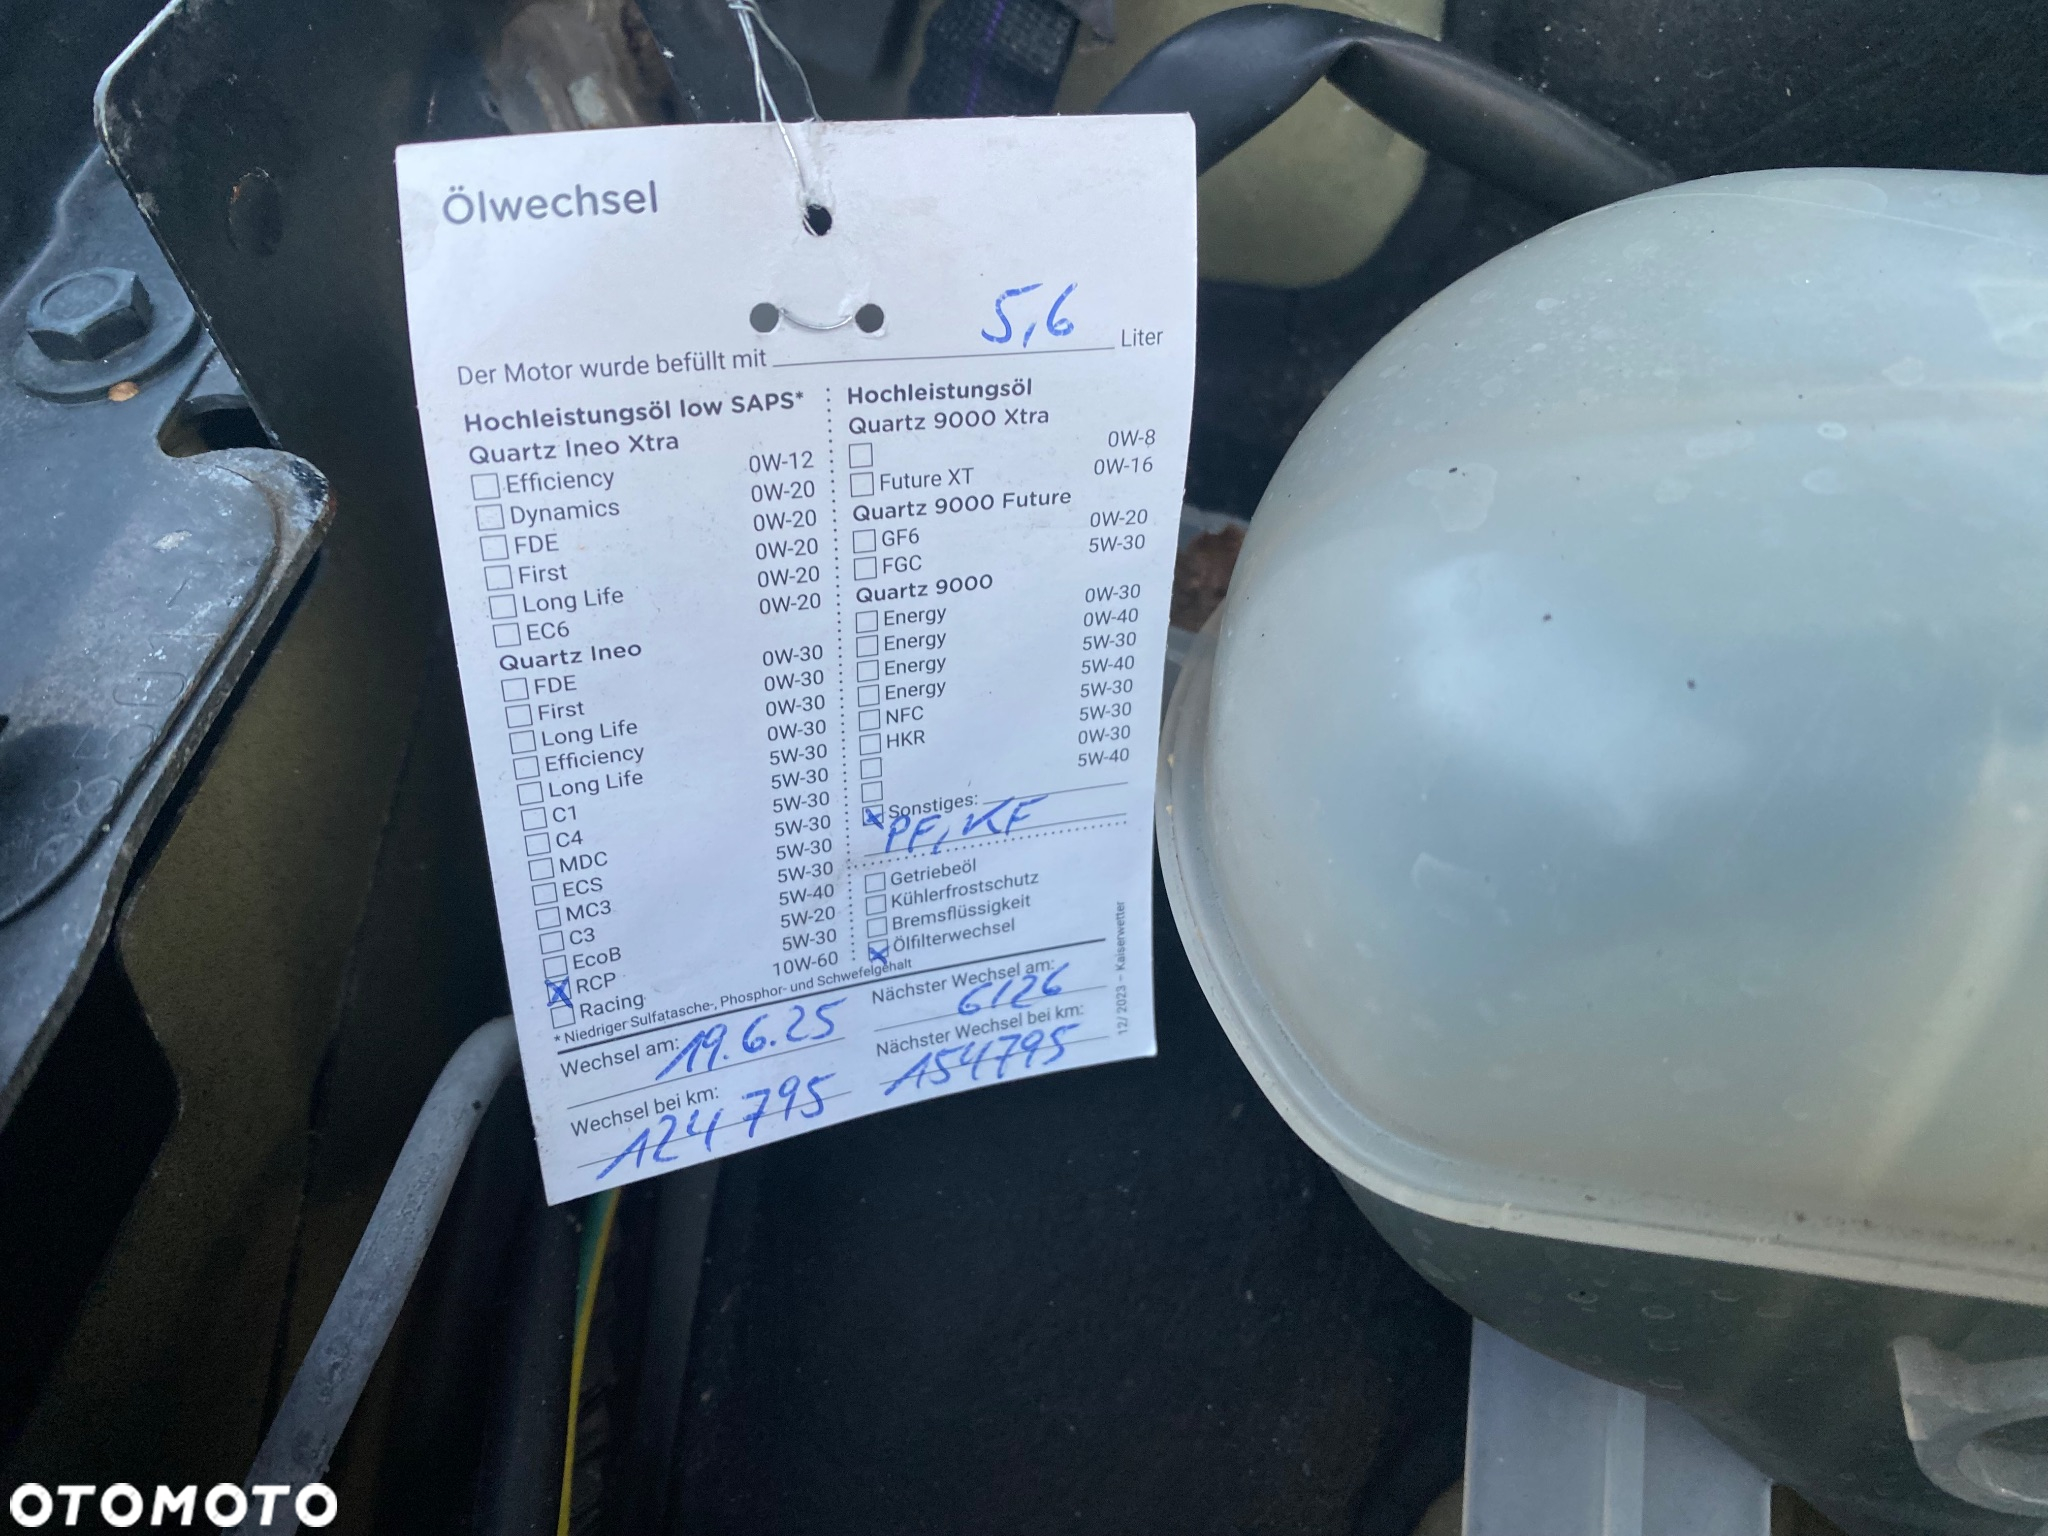 Ölwechsel
Der Motor wurde befüllt mit 5,6 Liter
Hochleistungsöl low SAPS*
Quartz Ineo Xtra
Efficiency 0W-12
Dynamics 0W-20
FDE 0W-20
First 0W-20
Long Life 0W-20
EC6 0W-20
Quartz Ineo
FDE 0W-30
First 0W-30
Long Life 0W-30
Efficiency 0W-30
Long Life 5W-30
C1 5W-30
C4 5W-30
MDC 5W-30
ECS 5W-30
MC3 5W-30
C3 5W-40
EcoB 5W-20
RCP 5W-30
Racing 10W-60
* Niedriger Sulfatasche-, Phosphor- und Schwefelgehalt
Hochleistungsöl
Quartz 9000 Xtra
0W-8
Future XT 0W-16
Quartz 9000 Future
GF6 0W-20
FGC 5W-30
Quartz 9000
Energy 0W-30
Energy 0W-40
Energy 5W-30
Energy 5W-40
NFC 5W-30
HKR 5W-30
0W-30
5W-40
Sonstiges:
PF, KF
Getriebeöl
Kühlerfrostschutz
Bremsflüssigkeit
Ölfilterwechsel
Wechsel am: 19.6.25
Wechsel bei km:
124795
Nächster Wechsel am:
6/26
Nächster Wechsel bei km:
154795
12/2023 – Kaiserwetter
OTOMOTO